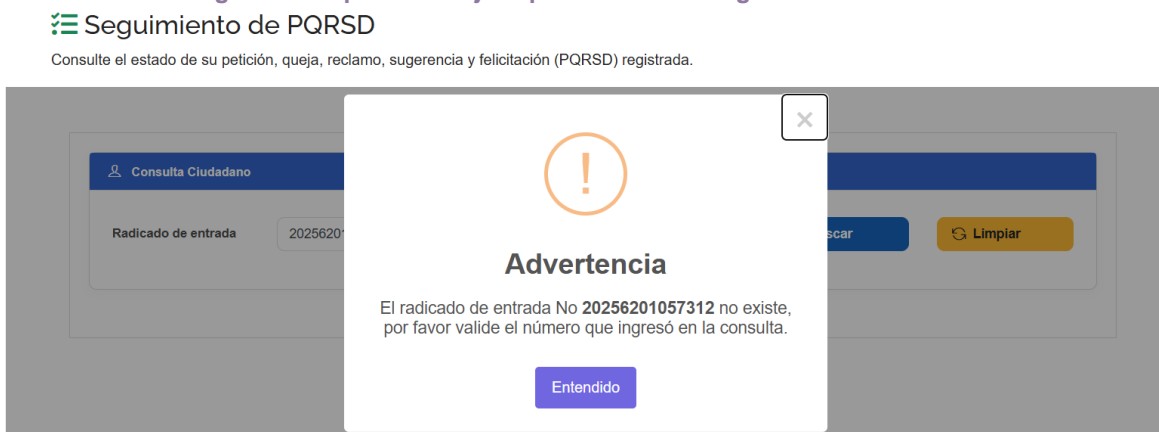 Seguimiento de PQRSD
Consulte el estado de su petición, queja, reclamo, sugerencia y felicitación (PQRSD) registrada.
Consulta Ciudadano
Radicado de entrada
2025620
scar
Limpiar
×
!
Advertencia
El radicado de entrada No 20256201057312 no existe,
por favor valide el número que ingresó en la consulta.
Entendido